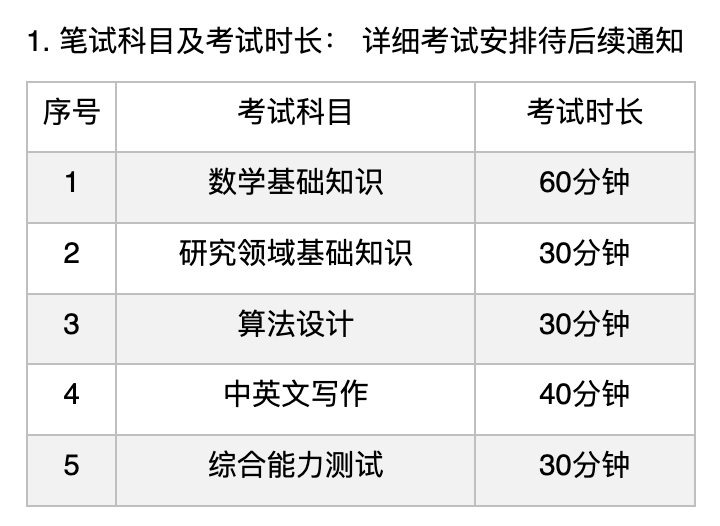 1. 笔试科目及考试时长： 详细考试安排待后续通知
序号 考试科目 考试时长
1 数学基础知识 60分钟
2 研究领域基础知识 30分钟
3 算法设计 30分钟
4 中英文写作 40分钟
5 综合能力测试 30分钟